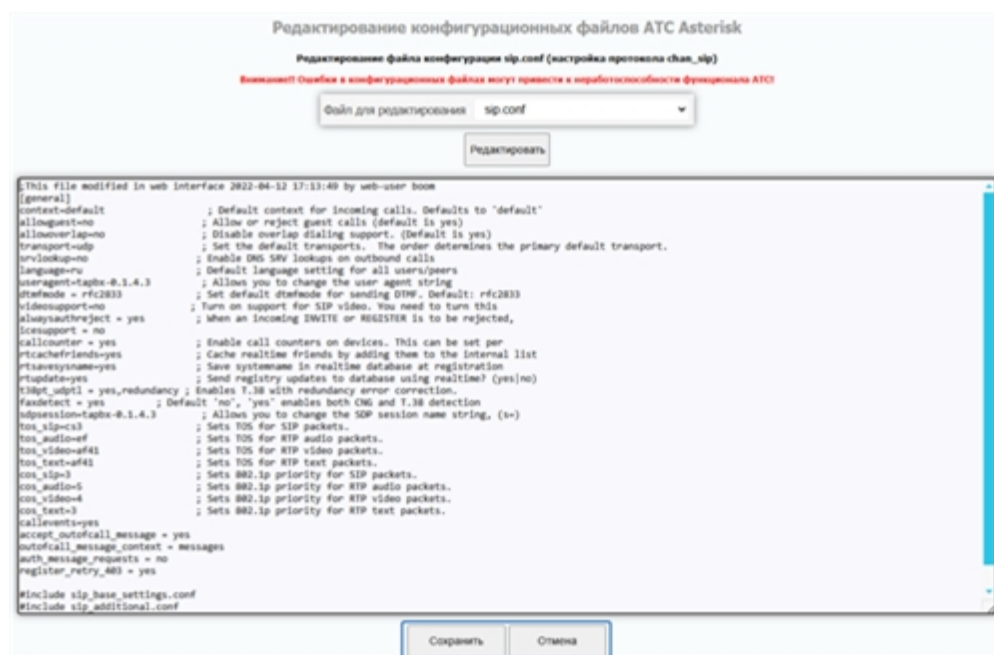 Редактирование конфигурационных файлов АТС Asterisk
Редактирование файла конфигурации sip.conf (настройка протокола chan_sip)
Внимание!! Ошибки в конфигурационных файлах могут привести к неработоспособности функционала АТС!
Файл для редактирования sip.conf
Редактировать
;This file modified in web interface 2022-04-12 17:13:49 by web-user boom
[general]
context=default ; Default context for incoming calls. Defaults to 'default'
allowguest=no ; Allow or reject guest calls (default is yes)
allowoverlap=no ; Disable overlap dialing support. (Default is yes)
transport=udp ; Set the default transports. The order determines the primary default transport.
srvlookup=no ; Enable DNS SRV lookups on outbound calls
language=ru ; Default language setting for all users/peers
useragent=tapbx-0.1.4.3 ; Allows you to change the user agent string
dtmfmode = rfc2833 ; Set default dtmfmode for sending DTMF. Default: rfc2833
videosupport=no ; Turn on support for SIP video. You need to turn this
alwaysauthreject = yes ; When an incoming INVITE or REGISTER is to be rejected,
icesupport = no
callcounter = yes ; Enable call counters on devices. This can be set per
rtcachefriends=yes ; Cache realtime friends by adding them to the internal list
rtsavesysname=yes ; Save systemname in realtime database at registration
rtupdate=yes ; Send registry updates to database using realtime? (yes|no)
t38pt_udptl = yes,redundancy ; Enables T.38 with redundancy error correction.
faxdetect = yes ; Default 'no', 'yes' enables both CNG and T.38 detection
sdpsession=tapbx-0.1.4.3 ; Allows you to change the SDP session name string, (s=)
tos_sip=cs3 ; Sets TOS for SIP packets.
tos_audio=ef ; Sets TOS for RTP audio packets.
tos_video=af41 ; Sets TOS for RTP video packets.
tos_text=af41 ; Sets TOS for RTP text packets.
cos_sip=3 ; Sets 802.1p priority for SIP packets.
cos_audio=5 ; Sets 802.1p priority for RTP audio packets.
cos_video=4 ; Sets 802.1p priority for RTP video packets.
cos_text=3 ; Sets 802.1p priority for RTP text packets.
callevents=yes
accept_outofcall_message = yes
outofcall_message_context = messages
auth_message_requests = no
register_retry_403 = yes
#include sip_base_settings.conf
#include sip_additional.conf
Сохранить Отмена